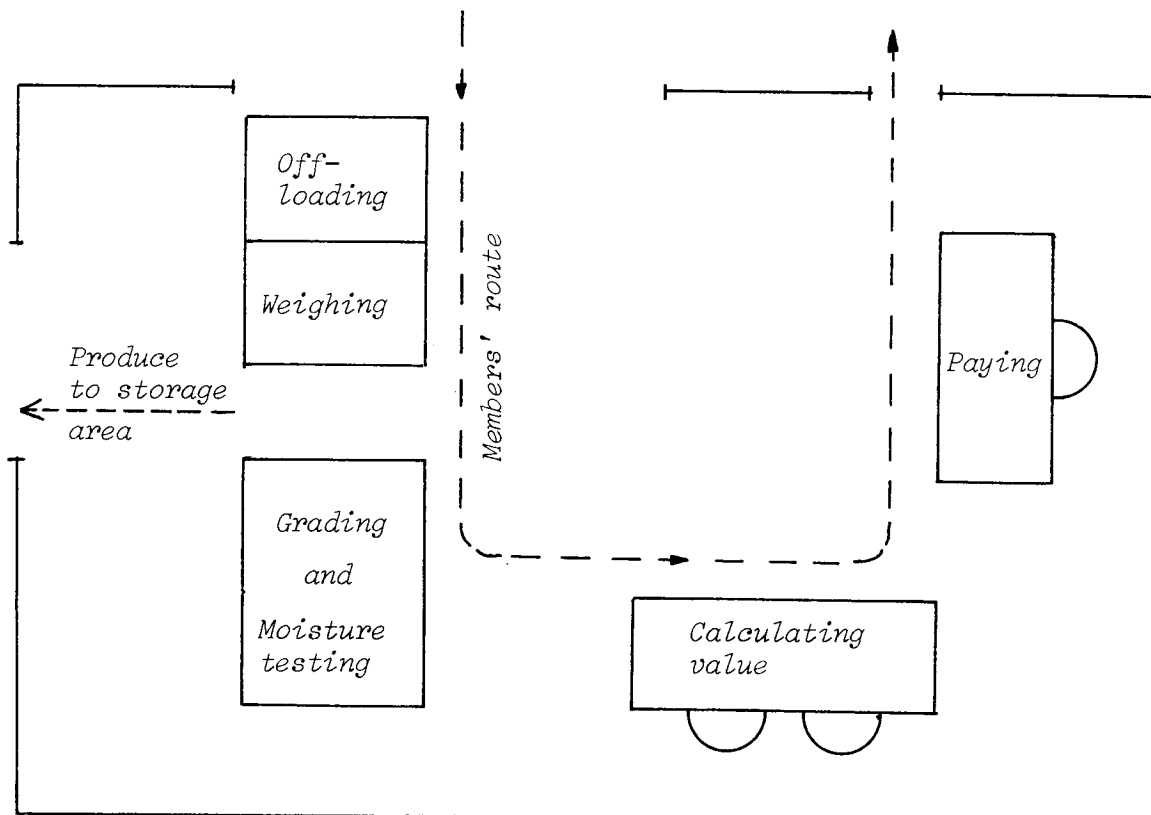 Off-
loading
Weighing
Produce
to storage
area
Grading
and
Moisture
testing
Members' route
Calculating
value
Paying